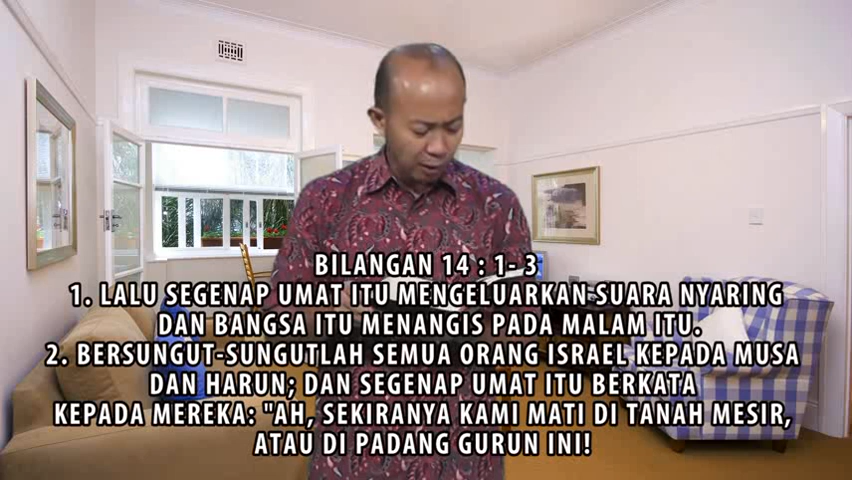 BILANGAN 14 : 1- 3
1. LALU SEGENAP UMAT ITU MENGELUARKAN SUARA NYARING
DAN BANGSA ITU MENANGIS PADA MALAM ITU.
2. BERSUNGUT-SUNGUTLAH SEMUA ORANG ISRAEL KEPADA MUSA
DAN HARUN; DAN SEGENAP UMAT ITU BERKATA
KEPADA MEREKA: "AH, SEKIRANYA KAMI MATI DI TANAH MESIR,
ATAU DI PADANG GURUN INI!